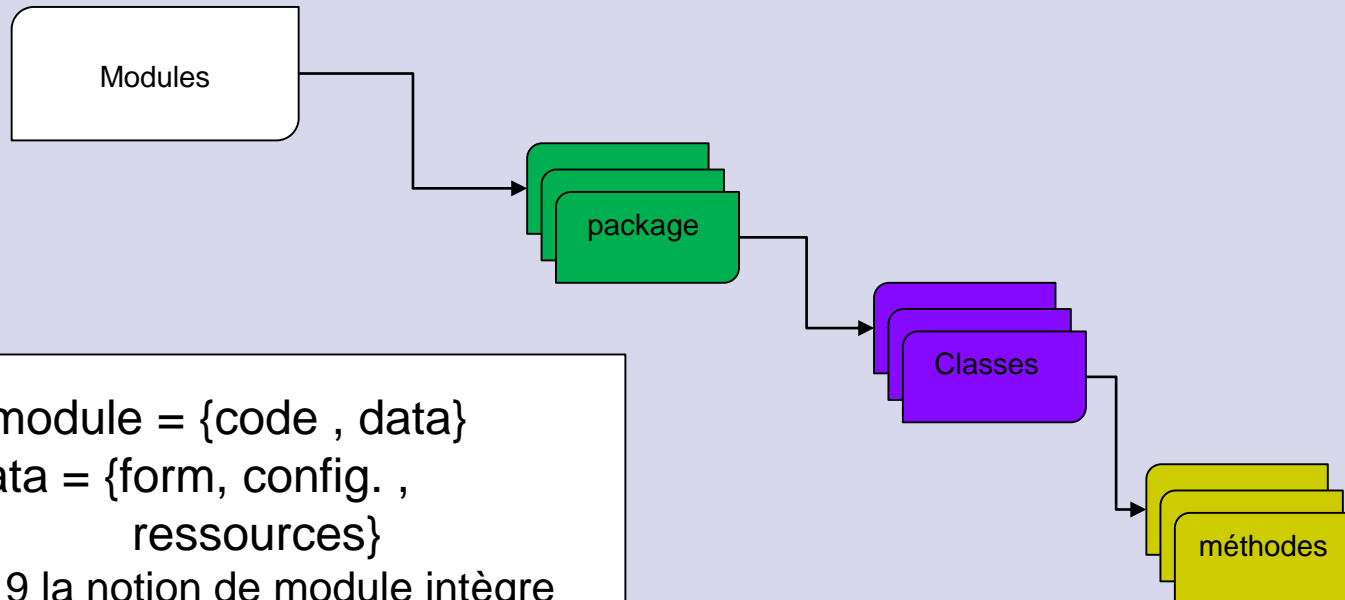 Modules
package
Classes
méthodes
module = {code , data}
ata = {form, config. ,
ressources}
9 la notion de module intègre